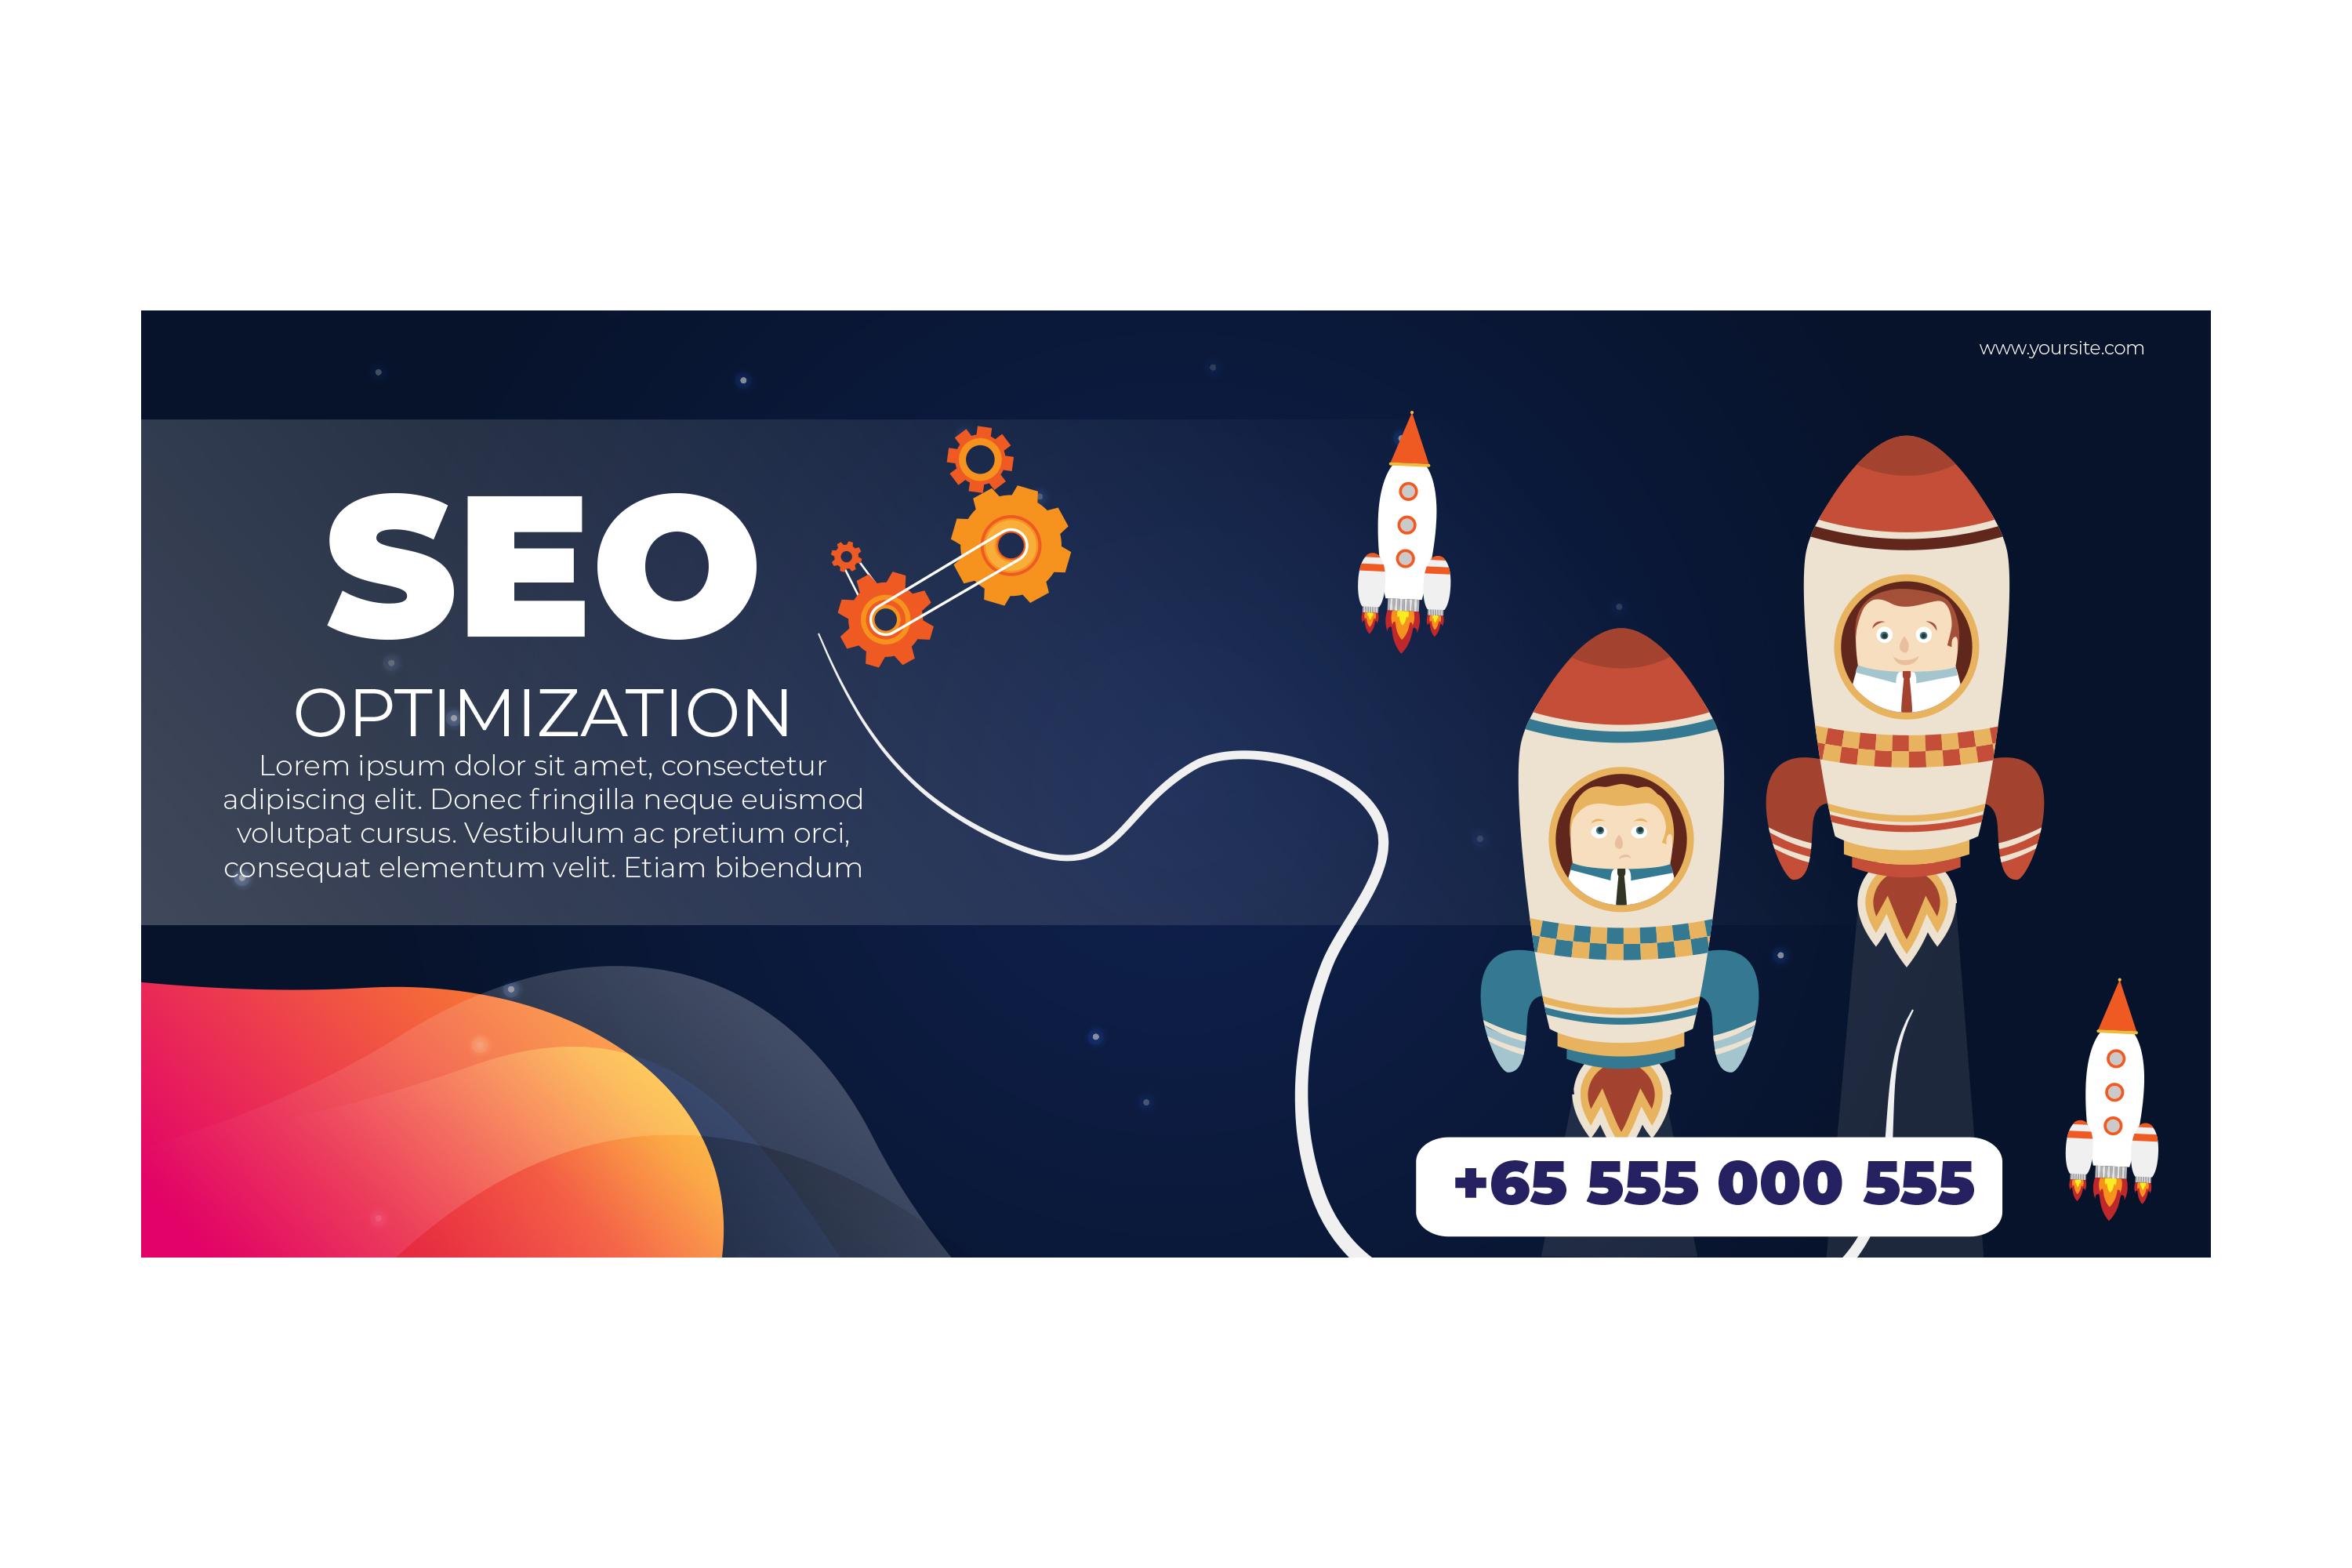 www.yoursite.com
SEO
OPTIMIZATION
Lorem ipsum dolor sit amet, consectetur
adipiscing elit. Donec fringilla neque euismod
volutpat cursus. Vestibulum ac pretium orci,
consequat elementum velit. Etiam bibendum
+65 555 000 555